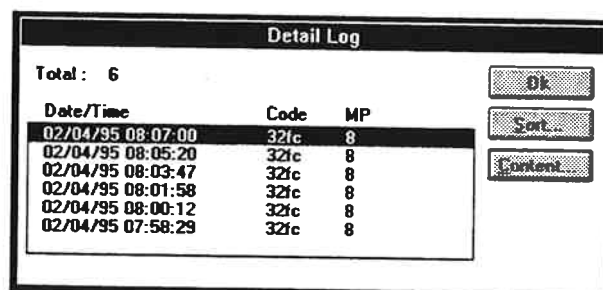 Detail Log
Total: 6
Ok
Date/Time Code MP
Sort...
02/04/95 08:07:00 32fc 8
02/04/95 08:05:20 32fc 8
Content...
02/04/95 08:03:47 32fc 8
02/04/95 08:01:58 32fc 8
02/04/95 08:00:12 32fc 8
02/04/95 07:58:29 32fc 8